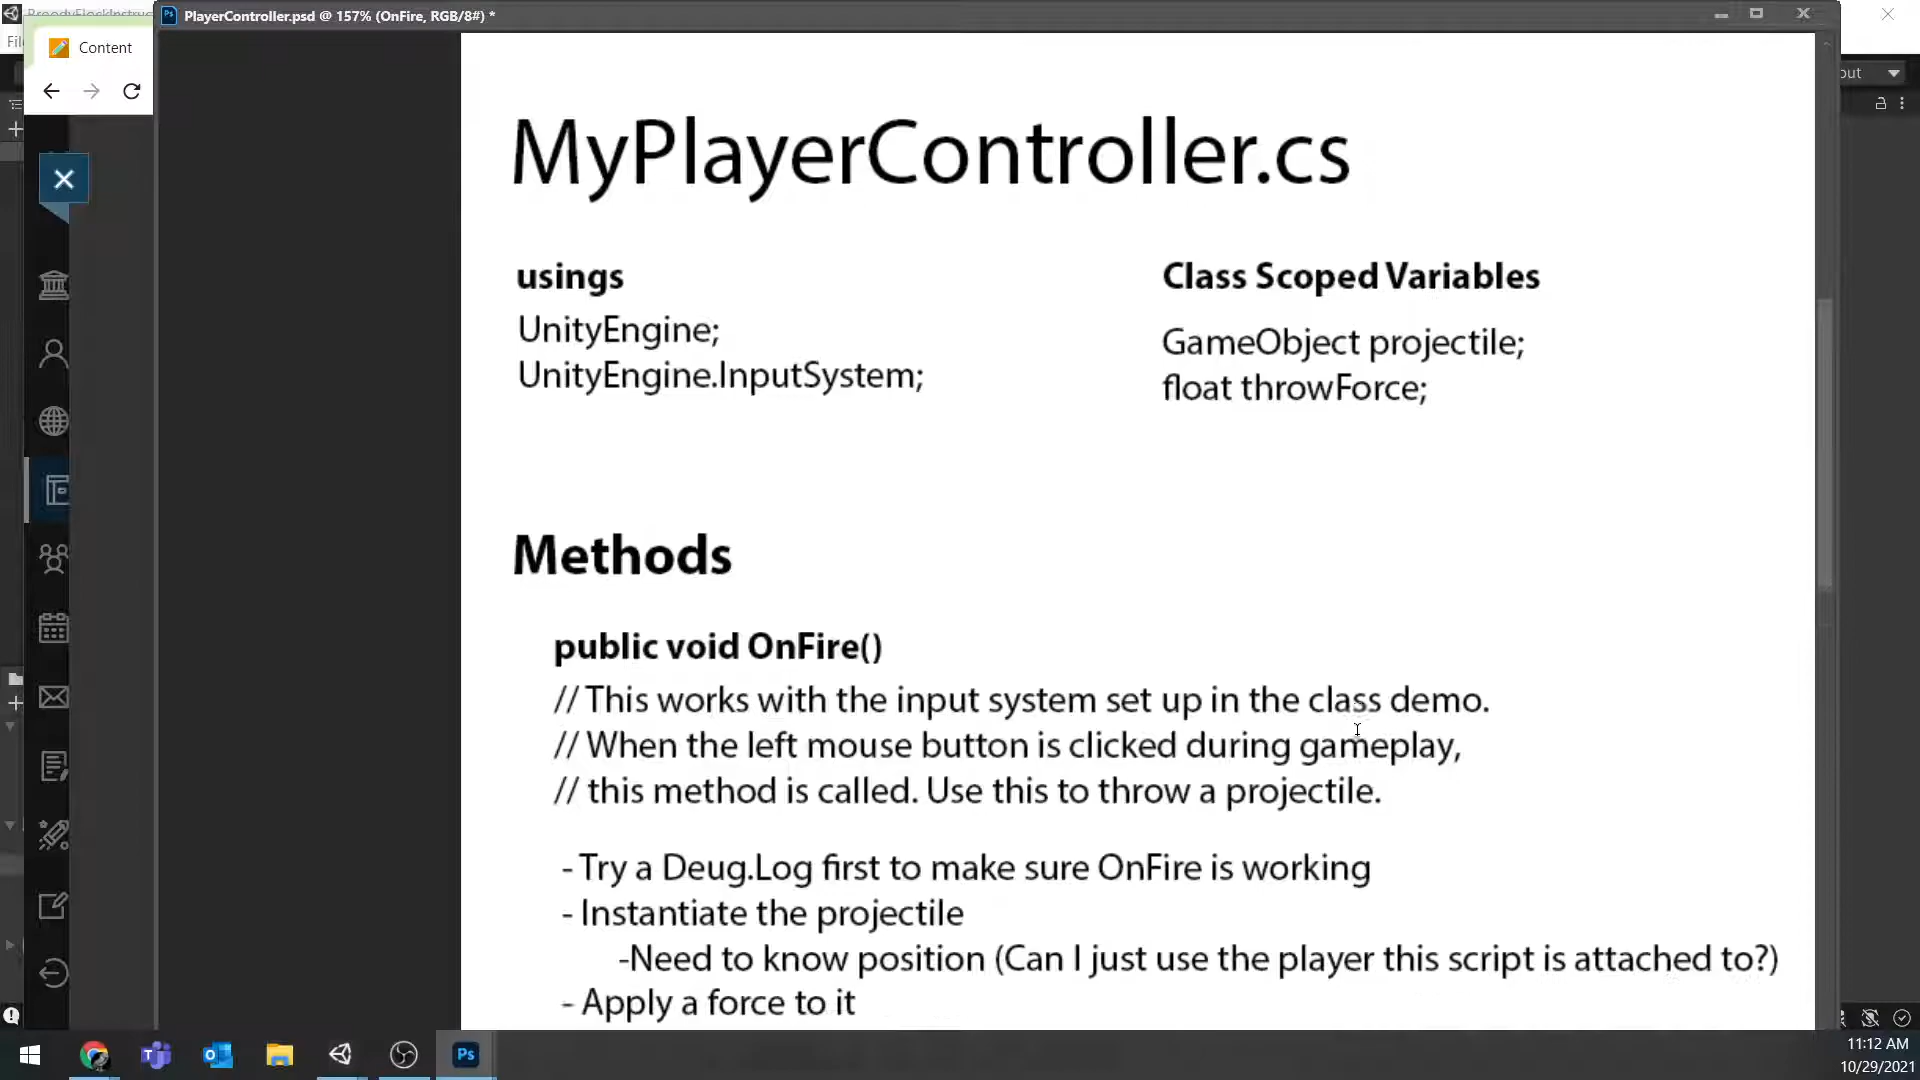 PlayerController.psd @ 157% (OnFire, RGB/8#) *
Content
out
MyPlayerController.cs
usings
UnityEngine;
UnityEngine.InputSystem;
Class Scoped Variables
GameObject projectile;
float throwForce;
Methods
public void OnFire()
// This works with the input system set up in the class demo.
// When the left mouse button is clicked during gameplay,
// this method is called. Use this to throw a projectile.
- Try a Deug.Log first to make sure OnFire is working
- Instantiate the projectile
-Need to know position (Can I just use the player this script is attached to?)
- Apply a force to it
Ps
11:12 AM
10/29/2021